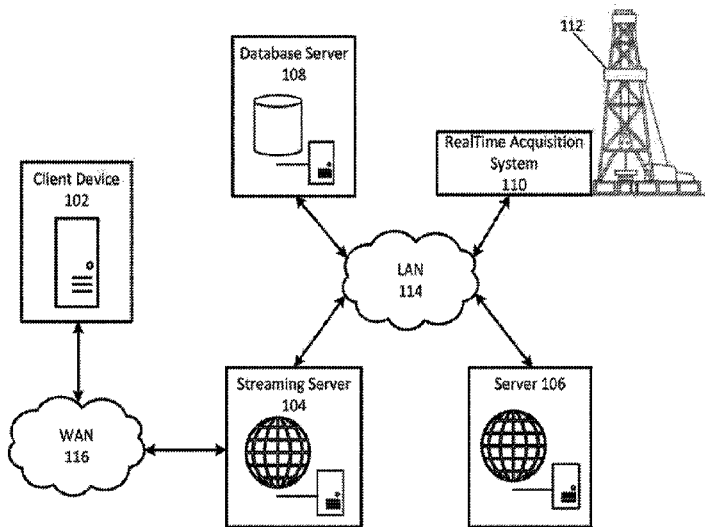 Database Server
108
112
RealTime Acquisition
System
110
Client Device
102
LAN
114
Streaming Server
104
Server 106
WAN
116